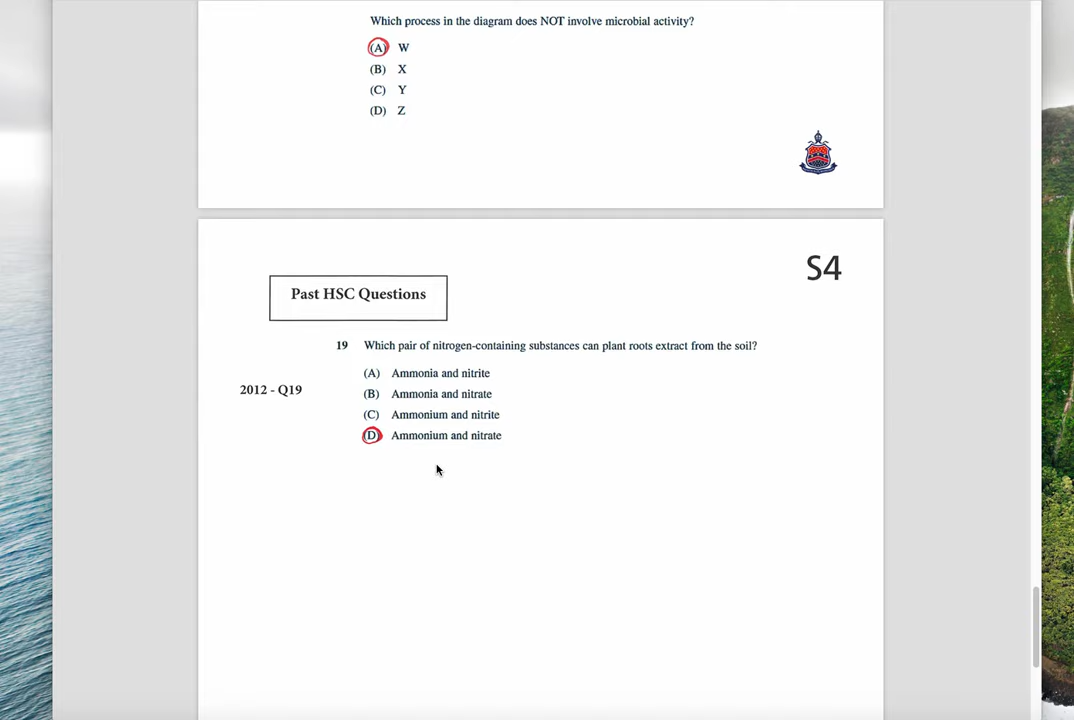 Which process in the diagram does NOT involve microbial activity?
(A) W
(B) X
(C) Y
(D) Z
S4
Past HSC Questions
19 Which pair of nitrogen-containing substances can plant roots extract from the soil?
(A) Ammonia and nitrite
2012 - Q19
(B) Ammonia and nitrate
(C) Ammonium and nitrite
(D) Ammonium and nitrate